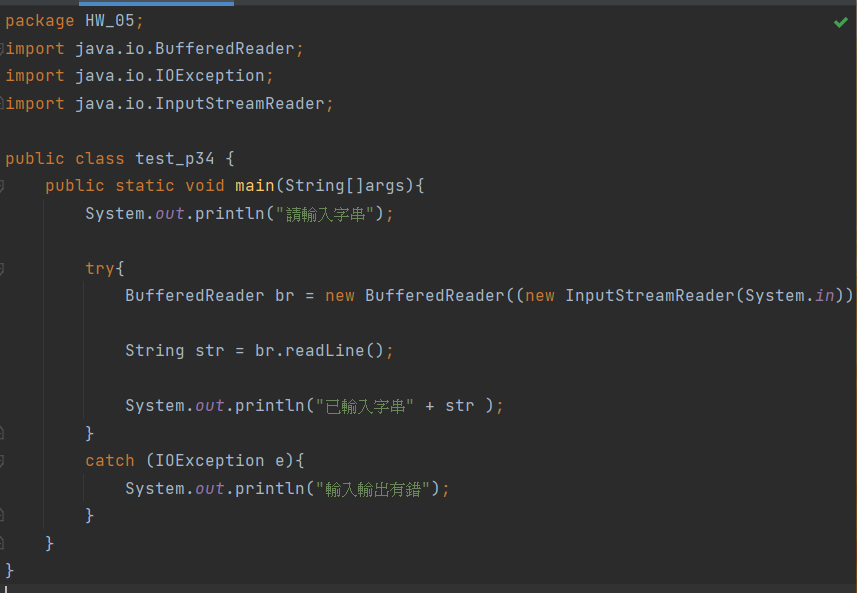 package HW_05;
import java.io.BufferedReader;
import java.io.IOException;
import java.io.InputStreamReader;
public class test_p34 {
    public static void main(String[]args){
        System.out.println("請輸入字串");
        try{
            BufferedReader br = new BufferedReader((new InputStreamReader(System.in))
            String str = br.readLine();
            System.out.println("已輸入字串" + str );
        }
        catch (IOException e){
            System.out.println("輸入輸出有錯");
        }
    }
}